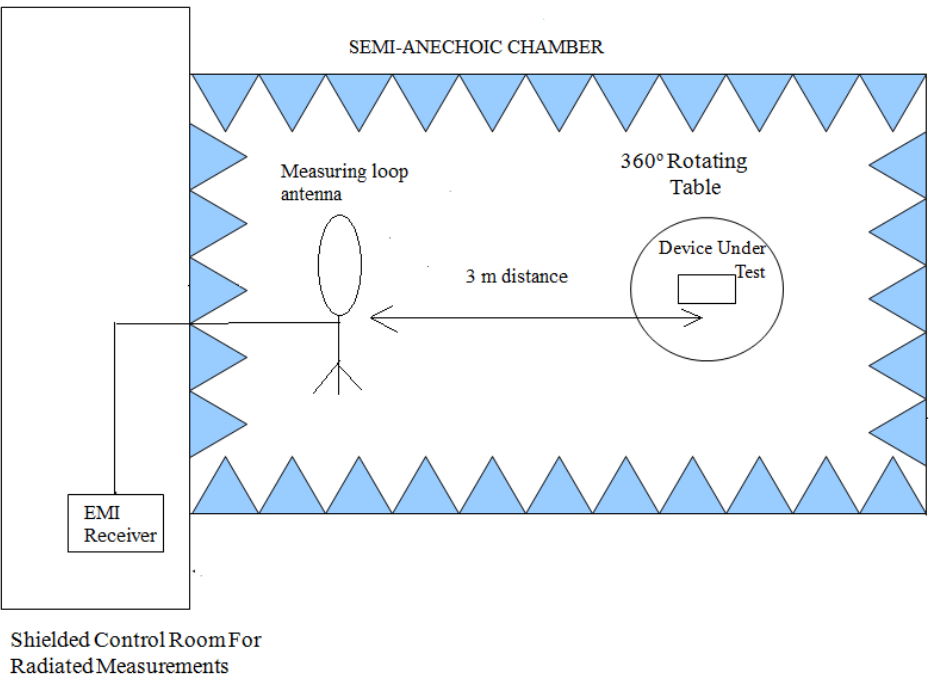 SEMI-ANECHOIC CHAMBER
Measuring loop
antenna
360º Rotating
Table
Device Under
Test
3 m distance
EMI
Receiver
Shielded Control Room For
Radiated Measurements